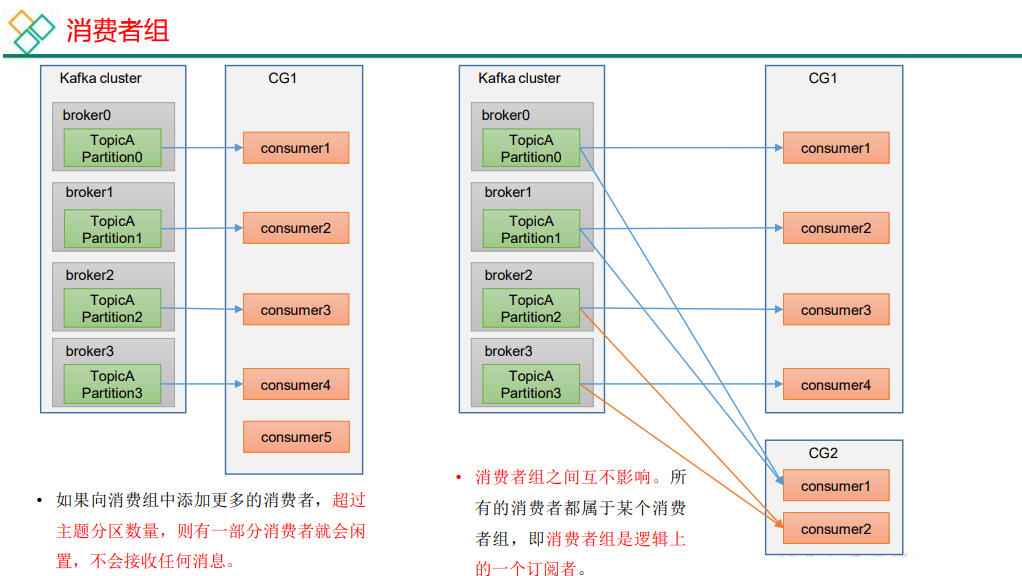 消费者组
Kafka cluster
broker0
TopicA
Partition0
broker1
TopicA
Partition1
broker2
TopicA
Partition2
broker3
TopicA
Partition3
CG1
consumer1
consumer2
consumer3
consumer4
consumer5
• 如果向消费组中添加更多的消费者，超过
主题分区数量，则有一部分消费者就会闲
置，不会接收任何消息。
Kafka cluster
broker0
TopicA
Partition0
broker1
TopicA
Partition1
broker2
TopicA
Partition2
broker3
TopicA
Partition3
CG1
consumer1
consumer2
consumer3
consumer4
CG2
consumer1
consumer2
• 消费者组之间互不影响。所
有的消费者都属于某个消费
者组，即消费者组是逻辑上
的一个订阅者。